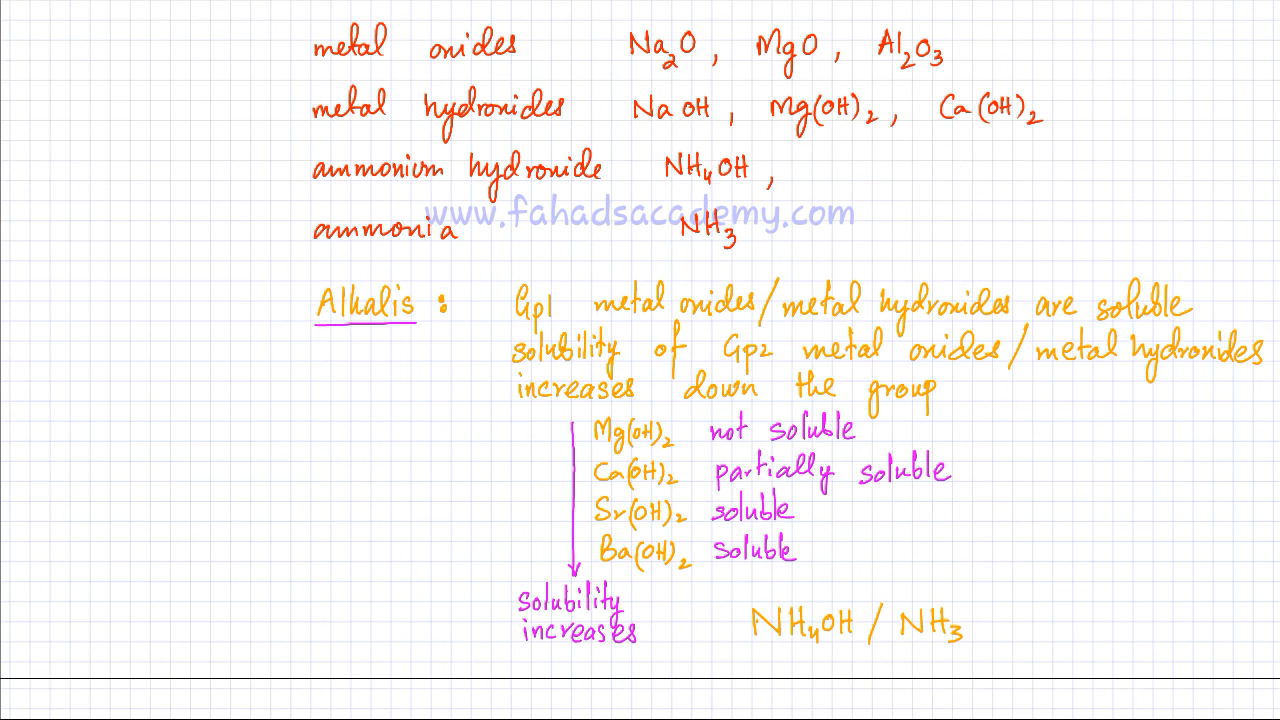 metal oxides Na₂O , MgO , Al₂O₃
metal hydroxides NaOH , Mg(OH)₂ , Ca(OH)₂
ammonium hydroxide NH₄OH ,
www.fahadsacademy.com
ammonia NH₃
Alkalis : Gp1 metal oxides/metal hydroxides are soluble
solubility of Gp2 metal oxides/metal hydroxides
increases down the group
Mg(OH)₂ not soluble
Ca(OH)₂ partially soluble
Sr(OH)₂ soluble
Ba(OH)₂ soluble
solubility
increases
NH₄OH / NH₃